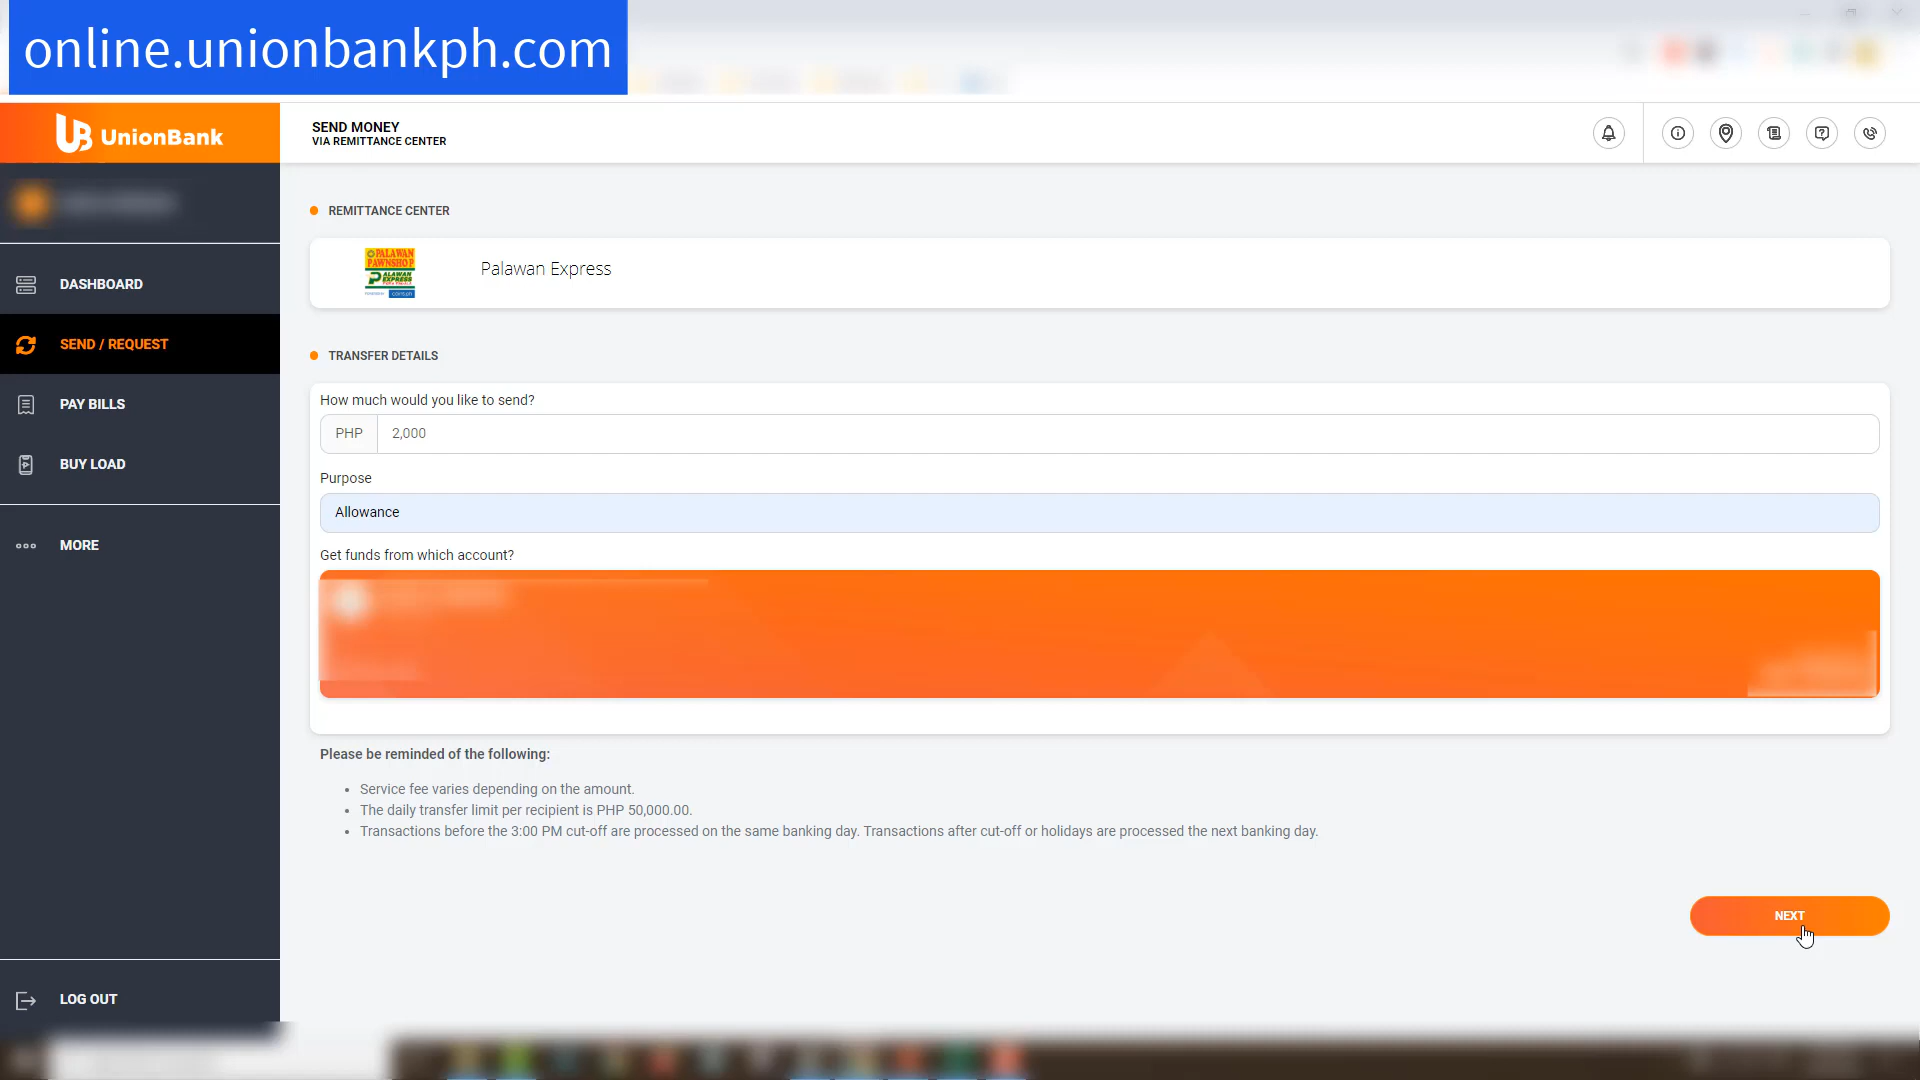 online.unionbankph.com
UnionBank
SEND MONEY
VIA REMITTANCE CENTER
DASHBOARD
SEND / REQUEST
PAY BILLS
BUY LOAD
MORE
LOG OUT
REMITTANCE CENTER
PALAWAN
PAWNSHOP
PALAWAN
EXPRESS
coins.ph
Palawan Express
TRANSFER DETAILS
How much would you like to send?
PHP 2,000
Purpose
Allowance
Get funds from which account?
Please be reminded of the following:
• Service fee varies depending on the amount.
• The daily transfer limit per recipient is PHP 50,000.00.
• Transactions before the 3:00 PM cut-off are processed on the same banking day. Transactions after cut-off or holidays are processed the next banking day.
NEXT